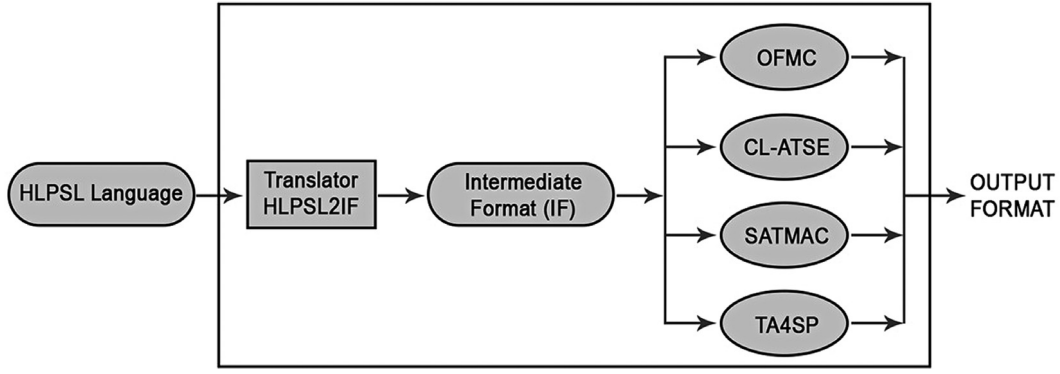 HLPSL Language
Translator
HLPSL2IF
Intermediate
Format (IF)
OFMC
CL-ATSE
SATMAC
TA4SP
OUTPUT
FORMAT